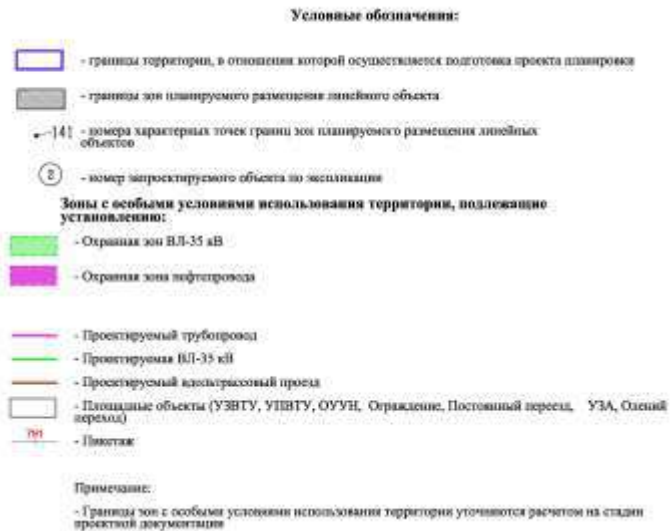 Условные обозначения:
- границы территории, в отношении которой осуществляется подготовка проекта планировки
- границы зон планируемого размещения линейного объекта
141 - номера характерных точек границ зон планируемого размещения линейных
объектов
2 - номер запроектируемого объекта по экспликации
Зоны с особыми условиями использования территории, подлежащие
установлению:
- Охранная зон ВЛ-35 кВ
- Охранная зона нефтепровода
- Проектируемый трубопровод
- Проектируемая ВЛ-35 кВ
- Проектируемый вдольтрассовый проезд
- Площадные объекты (УЗВТУ, УПВТУ, ОУУН, Ограждение, Постоянный переезд, УЗА, Олений
переход)
- Пикетаж
Примечание:
- Границы зон с особыми условиями использования территории уточняются расчетом на стадии
проектной документации